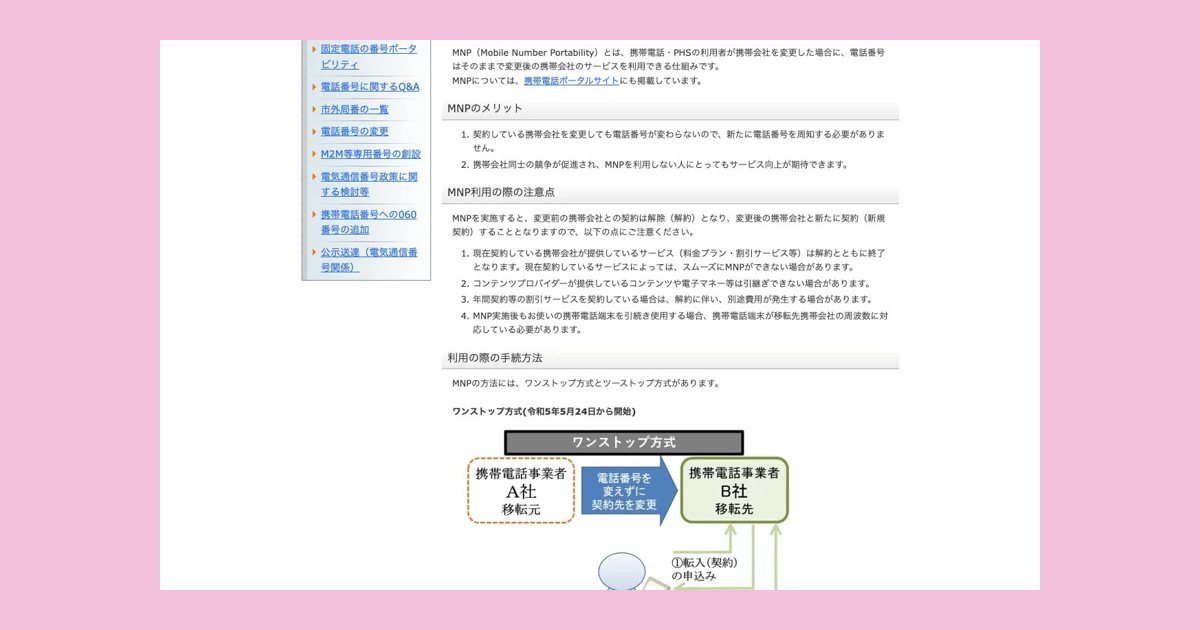 固定電話の番号ポータ
ビリティ
電話番号に関するQ&A
市外局番の一覧
電話番号の変更
M2M等専用番号の創設
電気通信番号政策に関
する検討等
携帯電話番号への060
番号の追加
公示送達（電気通信番
号関係）
MNP（Mobile Number Portability）とは、携帯電話・PHSの利用者が携帯会社を変更した場合に、電話番号
はそのままで変更後の携帯会社のサービスを利用できる仕組みです。
MNPについては、携帯電話ポータルサイトにも掲載しています。
MNPのメリット
1. 契約している携帯会社を変更しても電話番号が変わらないので、新たに電話番号を周知する必要がありま
せん。
2. 携帯会社同士の競争が促進され、MNPを利用しない人にとってもサービス向上が期待できます。
MNP利用の際の注意点
MNPを実施すると、変更前の携帯会社との契約は解除（解約）となり、変更後の携帯会社と新たに契約（新規
契約）することとなりますので、以下の点にご注意ください。
1. 現在契約している携帯会社が提供しているサービス（料金プラン・割引サービス等）は解約とともに終了
となります。現在契約しているサービスによっては、スムーズにMNPができない場合があります。
2. コンテンツプロバイダーが提供しているコンテンツや電子マネー等は引継ぎできない場合があります。
3. 年間契約等の割引サービスを契約している場合は、解約に伴い、別途費用が発生する場合があります。
4. MNP実施後もお使いの携帯電話端末を引続き使用する場合、携帯電話端末が移転先携帯会社の周波数に対
応している必要があります。
利用の際の手続方法
MNPの方法には、ワンストップ方式とツーストップ方式があります。
ワンストップ方式(令和5年5月24日から開始)
ワンストップ方式
携帯電話事業者
A社
移転元
電話番号を
変えずに
契約先を変更
携帯電話事業者
B社
移転先
①転入(契約)
の申込み